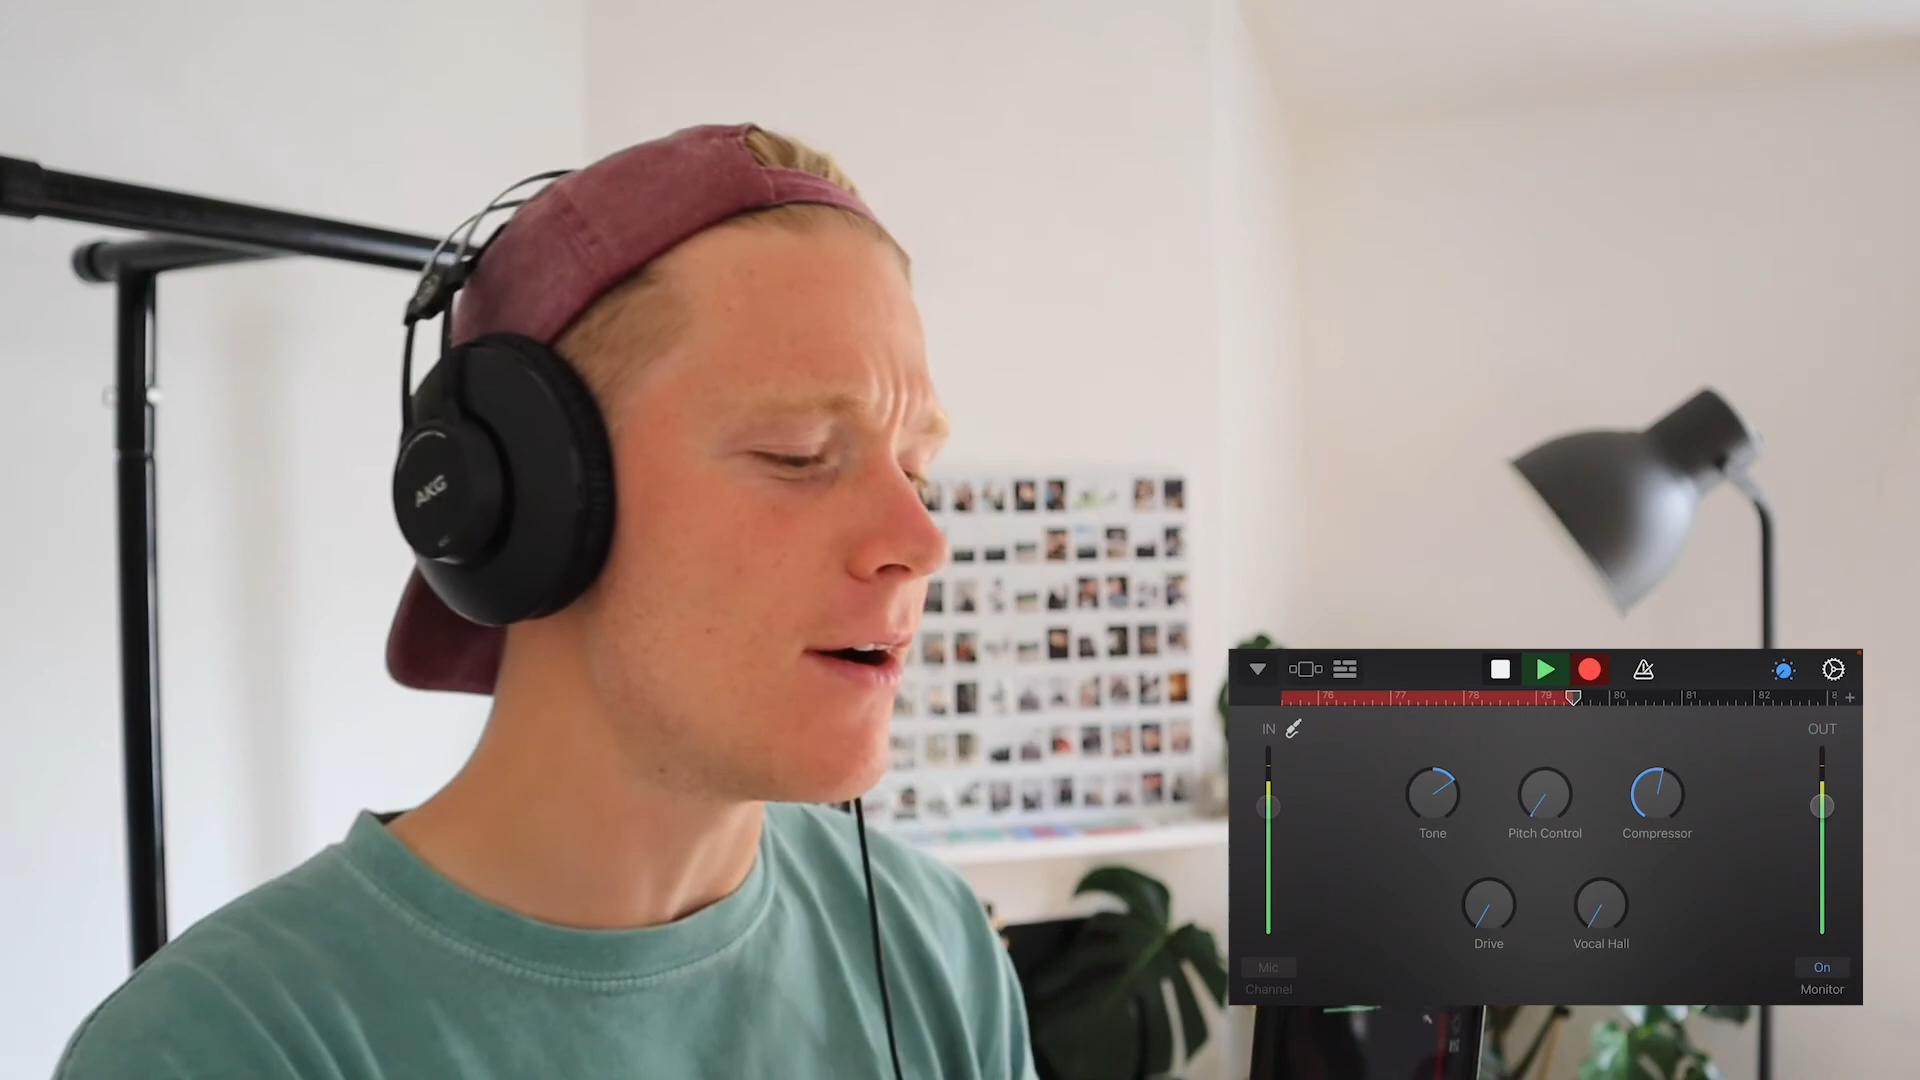 AKG
76 77 78 79 80 81 82 8
IN OUT
Tone Pitch Control Compressor
Drive Vocal Hall
Mic On
Channel Monitor